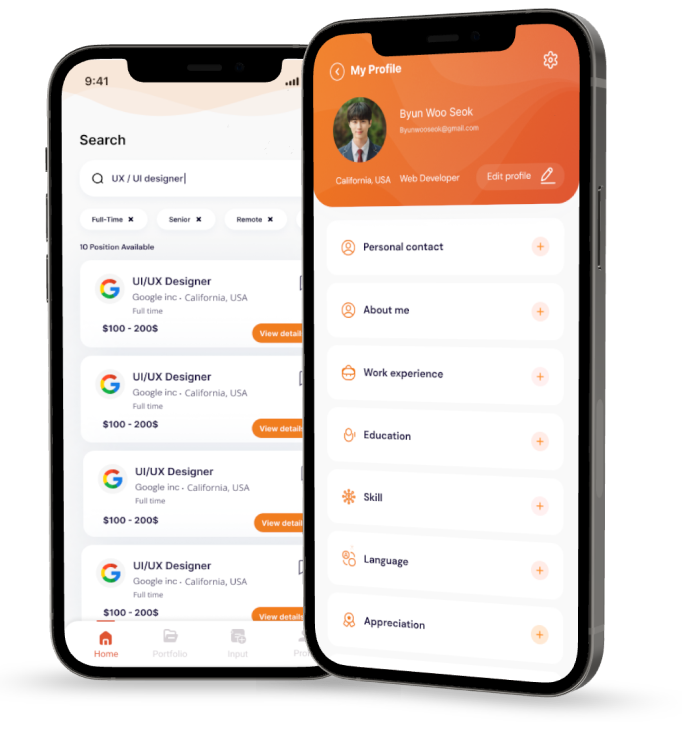 9:41
Search
UX / UI designer
Full-Time ×
Senior ×
Remote ×
10 Position Available
UI/UX Designer
Google inc - California, USA
Full time
$100 - 200$
View detail
UI/UX Designer
Google inc - California, USA
Full time
$100 - 200$
View details
UI/UX Designer
Google inc - California, USA
Full time
$100 - 200$
View detail
UI/UX Designer
Google inc - California, USA
Full time
$100 - 200$
View details
Home
Portfolio
Input
Pro
My Profile
Byun Woo Seok
Byunwooseok@gmail.com
California, USA
Web Developer
Edit profile
Personal contact
About me
Work experience
Education
Skill
Language
Appreciation